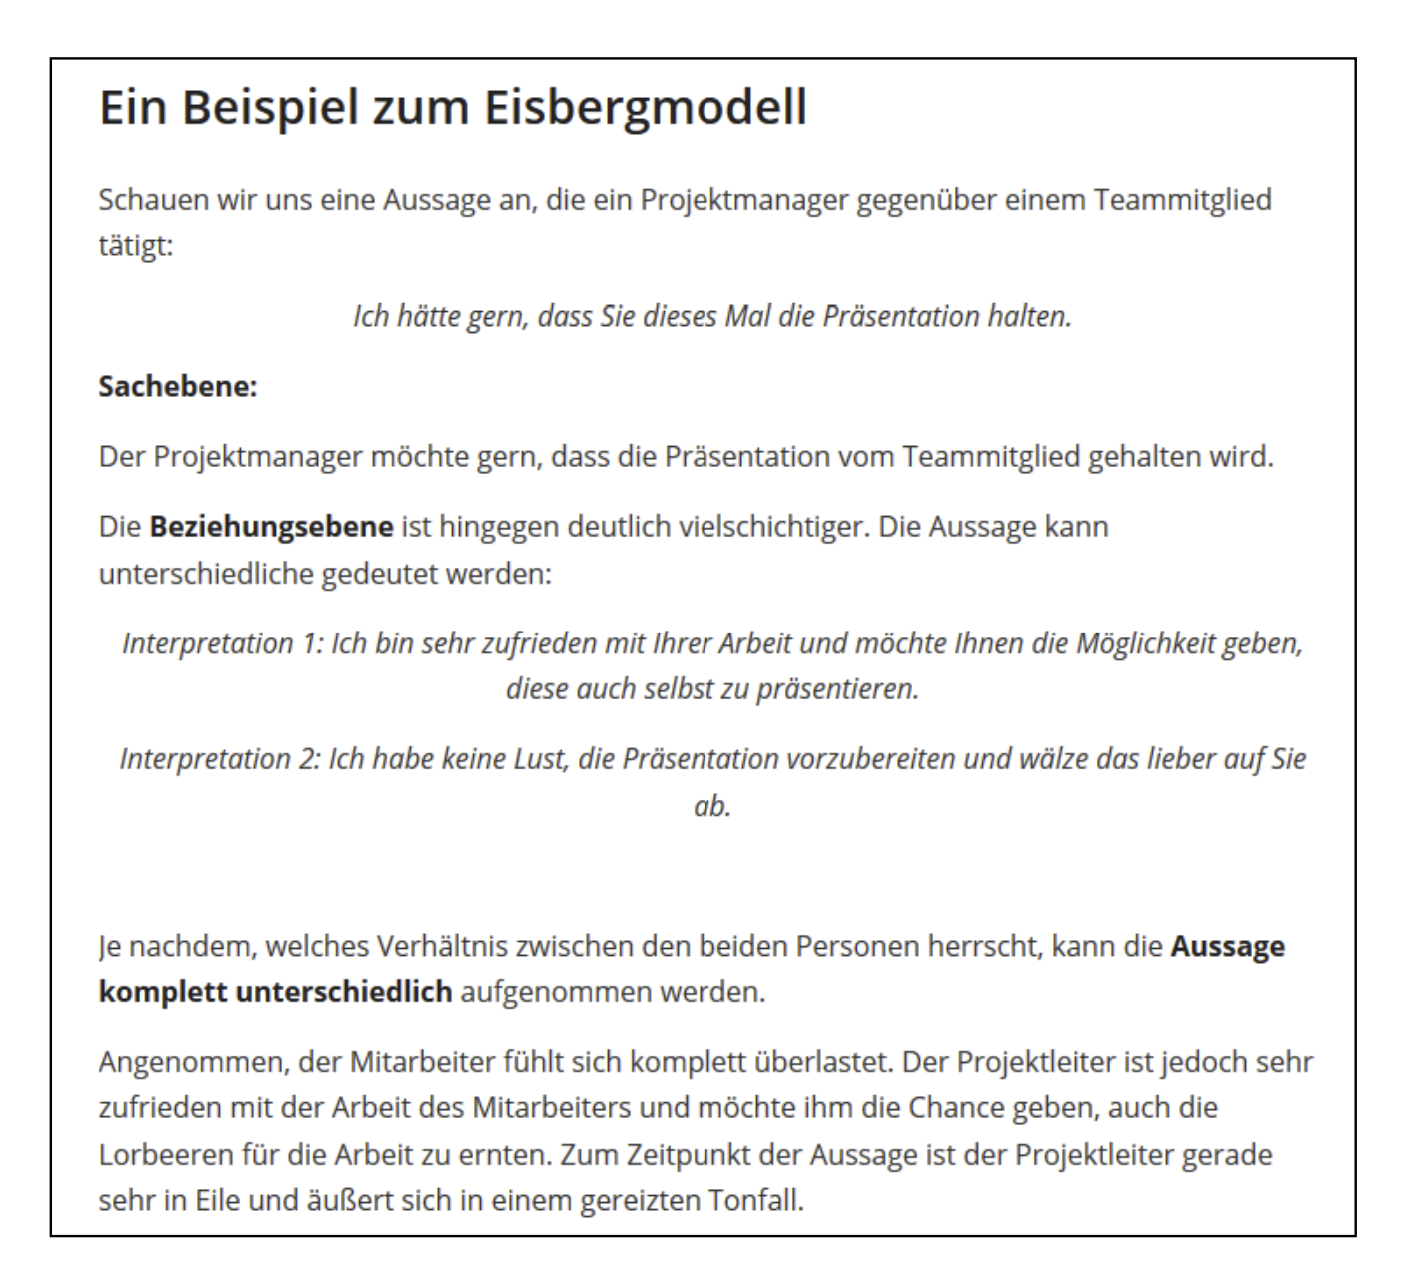 Ein Beispiel zum Eisbergmodell
Schauen wir uns eine Aussage an, die ein Projektmanager gegenüber einem Teammitglied
tätigt:
Ich hätte gern, dass Sie dieses Mal die Präsentation halten.
Sachebene:
Der Projektmanager möchte gern, dass die Präsentation vom Teammitglied gehalten wird.
Die Beziehungsebene ist hingegen deutlich vielschichtiger. Die Aussage kann
unterschiedliche gedeutet werden:
Interpretation 1: Ich bin sehr zufrieden mit Ihrer Arbeit und möchte Ihnen die Möglichkeit geben,
diese auch selbst zu präsentieren.
Interpretation 2: Ich habe keine Lust, die Präsentation vorzubereiten und wälze das lieber auf Sie
ab.
Je nachdem, welches Verhältnis zwischen den beiden Personen herrscht, kann die Aussage
komplett unterschiedlich aufgenommen werden.
Angenommen, der Mitarbeiter fühlt sich komplett überlastet. Der Projektleiter ist jedoch sehr
zufrieden mit der Arbeit des Mitarbeiters und möchte ihm die Chance geben, auch die
Lorbeeren für die Arbeit zu ernten. Zum Zeitpunkt der Aussage ist der Projektleiter gerade
sehr in Eile und äußert sich in einem gereizten Tonfall.